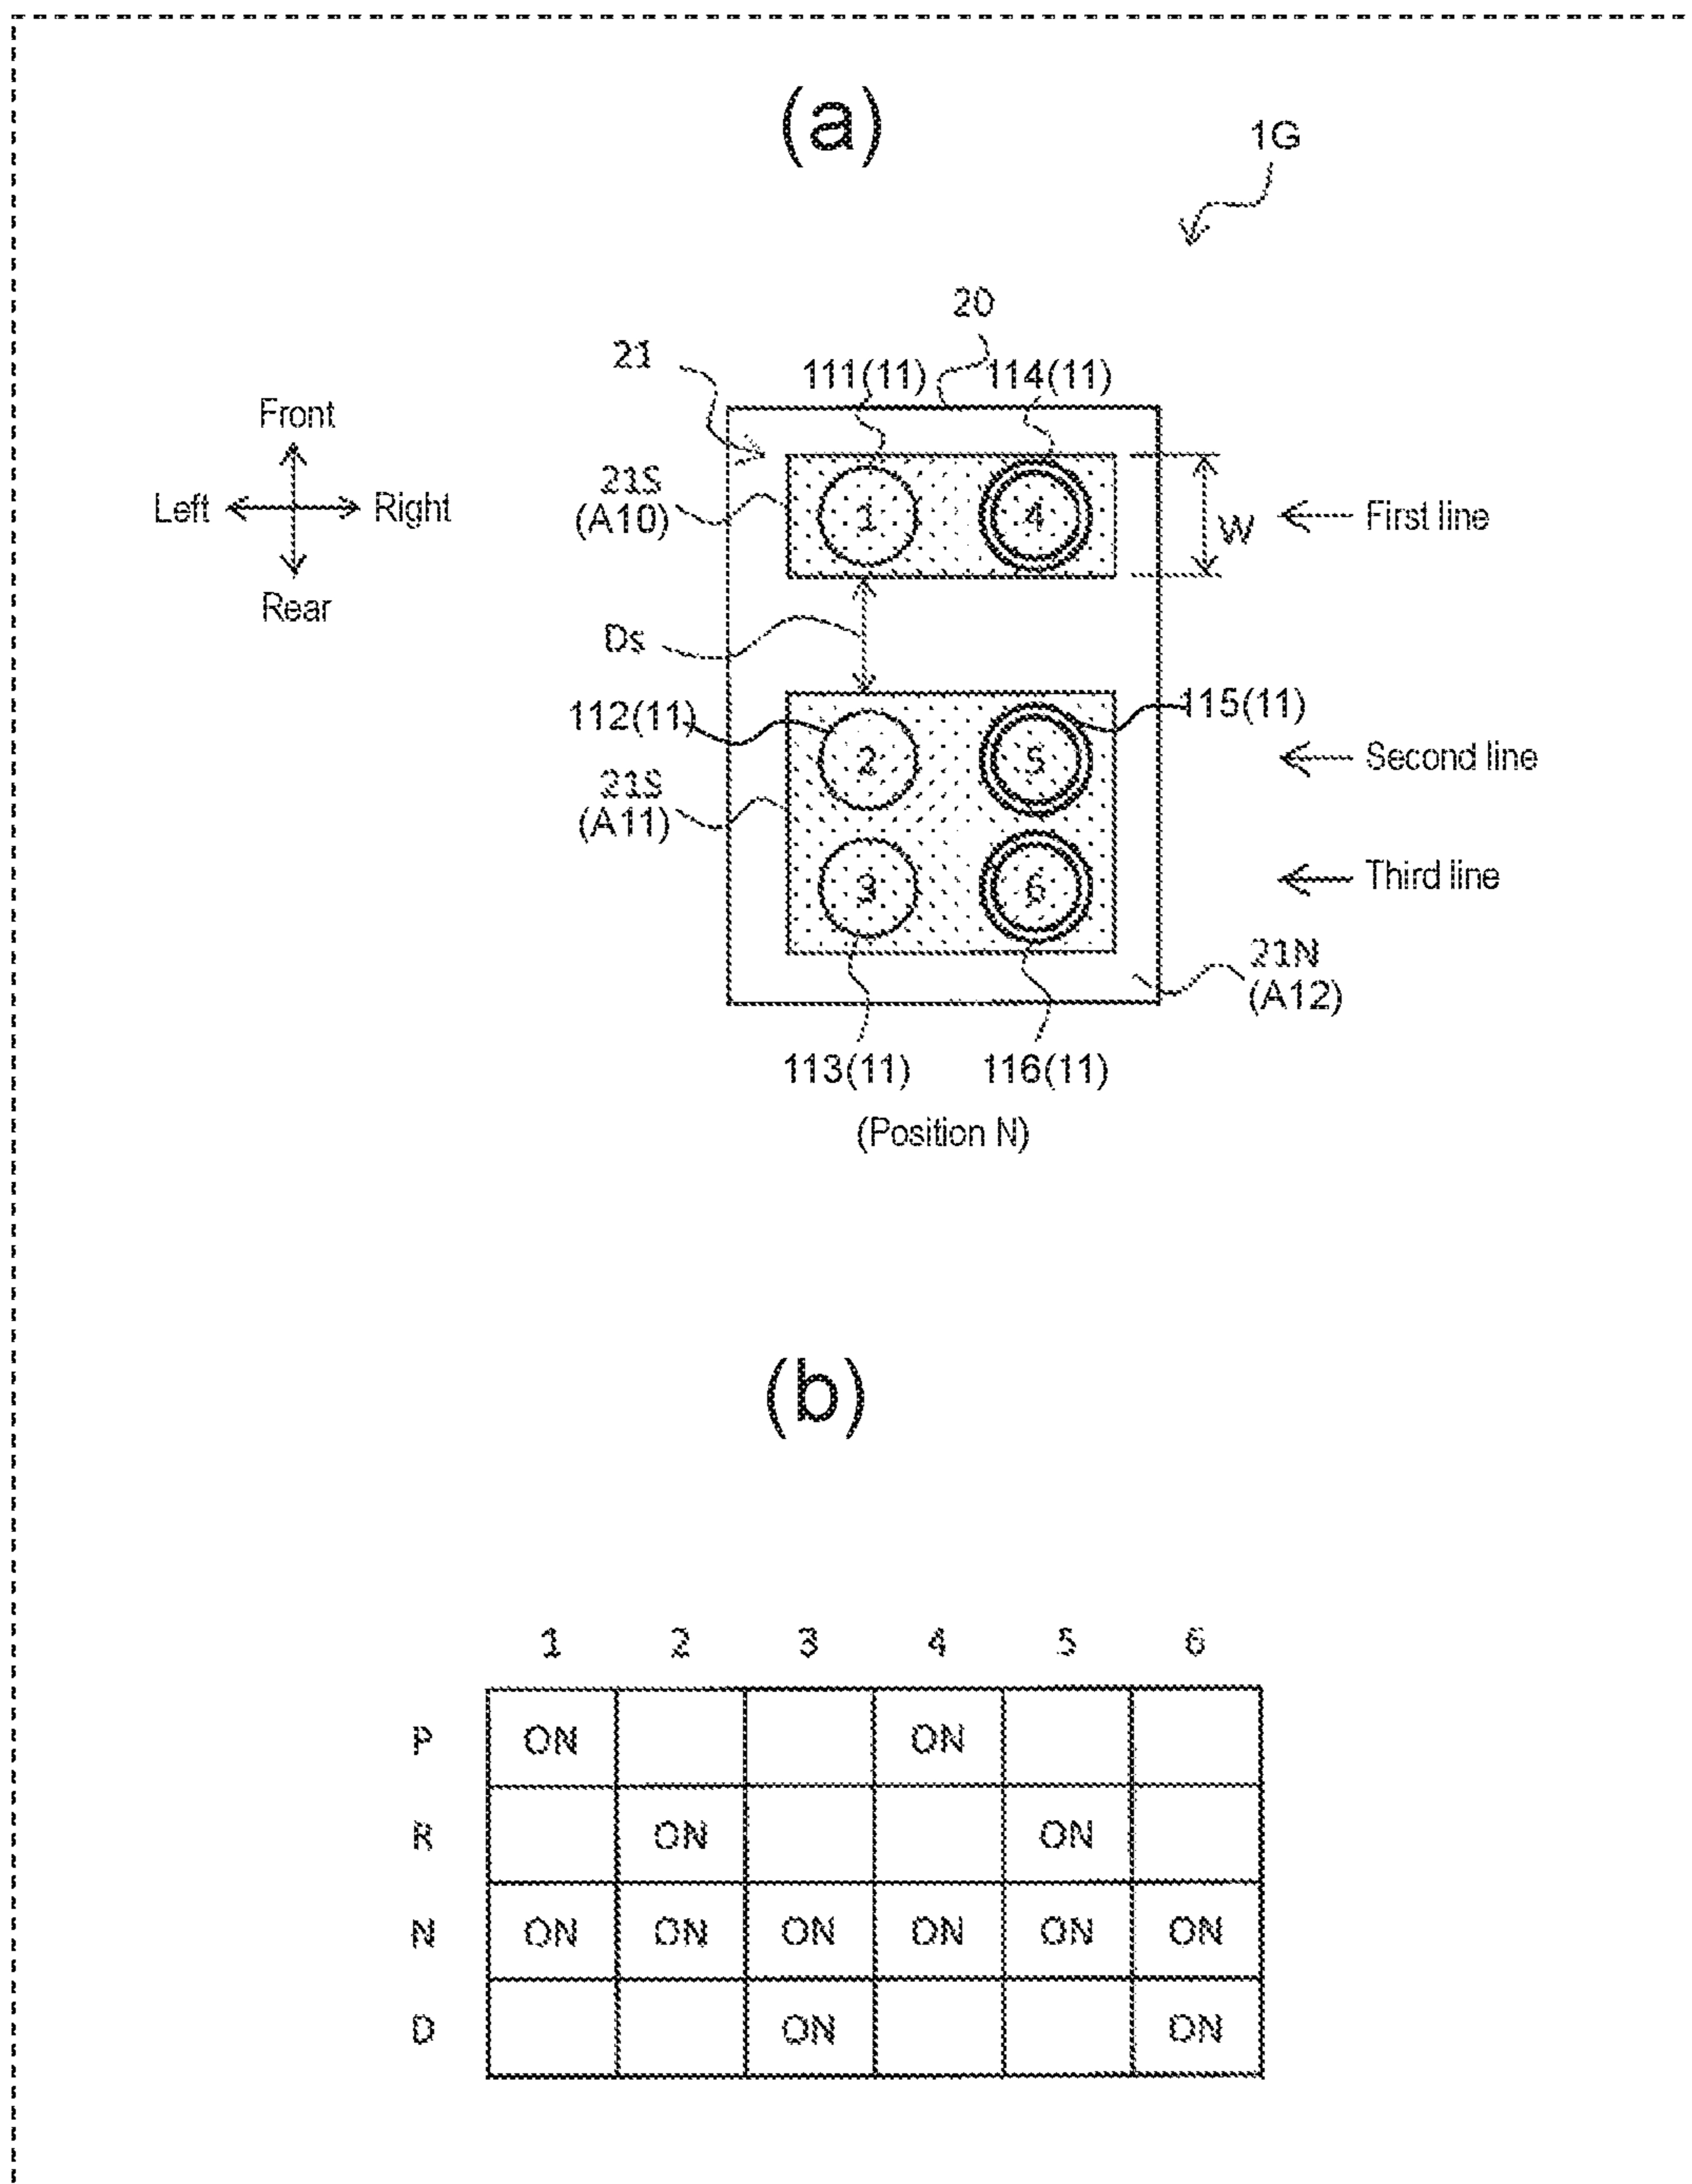 (a)
1G
20
21
111(11)
114(11)
Front
Left
Right
Rear
21S
(A10)
1
4
W
First line
Ds
112(11)
115(11)
2
5
Second line
21S
(A11)
3
6
Third line
21N
(A12)
113(11)
116(11)
(Position N)
(b)
1 2 3 4 5 6
P ON ON
R ON ON
N ON ON ON ON ON ON
D ON ON